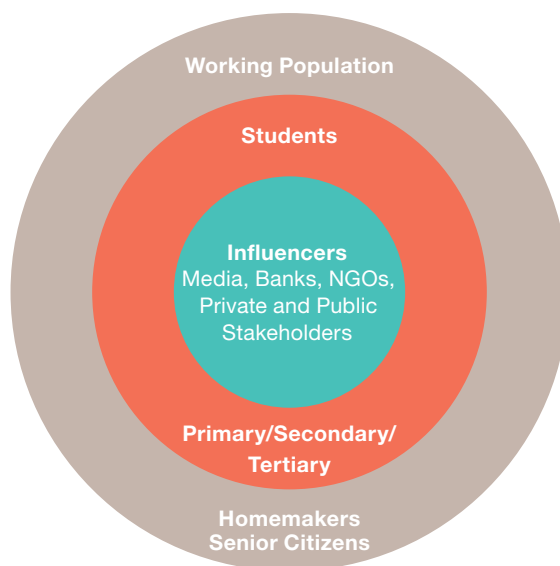 Working Population
Students
Influencers
Media, Banks, NGOs,
Private and Public
Stakeholders
Primary/Secondary/
Tertiary
Homemakers
Senior Citizens